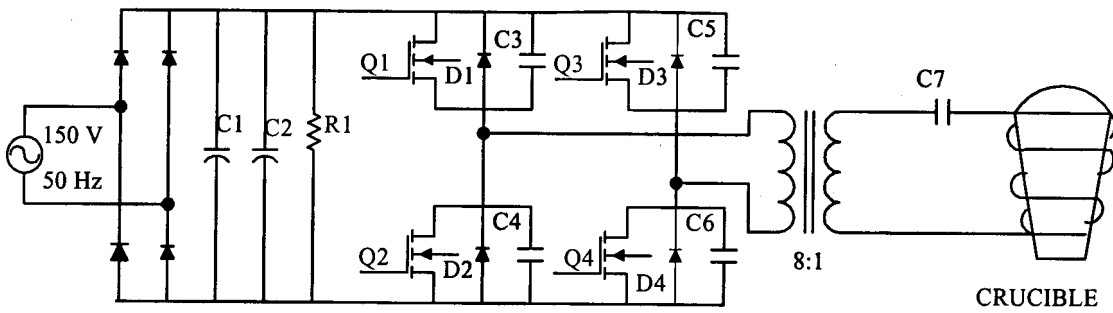 C5
C3
Q1
D1
Q3
D3
C7
150 V
50 Hz
C1
C2
R1
C4
C6
Q2
D2
Q4
D4
8:1
CRUCIBLE